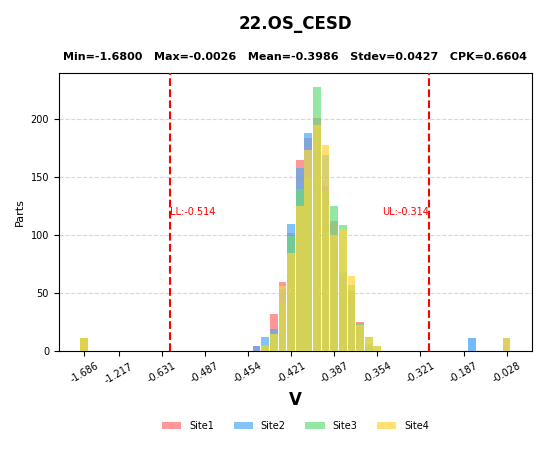 22.OS_CESD
Min=-1.6800 Max=-0.0026 Mean=-0.3986 Stdev=0.0427 CPK=0.6604
200
150
100
50
0
Parts
LL:-0.514
UL:-0.314
-1.686 -1.217 -0.631 -0.487 -0.454 -0.421 -0.387 -0.354 -0.321 -0.187 -0.028
V
Site1 Site2 Site3 Site4